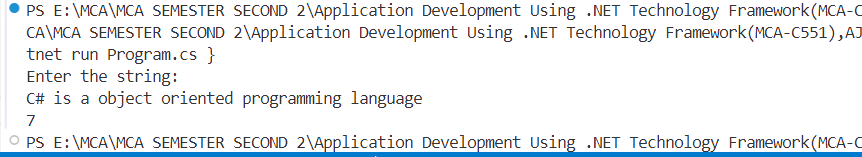 PS E:\MCA\MCA SEMESTER SECOND 2\Application Development Using .NET Technology Framework(MCA-C
CA\MCA SEMESTER SECOND 2\Application Development Using .NET Technology Framework(MCA-C551),AJ
tnet run Program.cs }
Enter the string:
C# is a object oriented programming language
7
PS E:\MCA\MCA SEMESTER SECOND 2\Application Development Using .NET Technology Framework(MCA-C